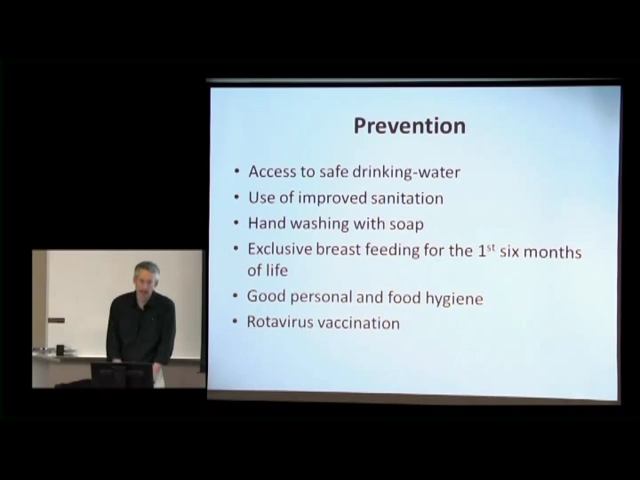 Prevention
• Access to safe drinking-water
• Use of improved sanitation
• Hand washing with soap
• Exclusive breast feeding for the 1st six months
of life
• Good personal and food hygiene
• Rotavirus vaccination